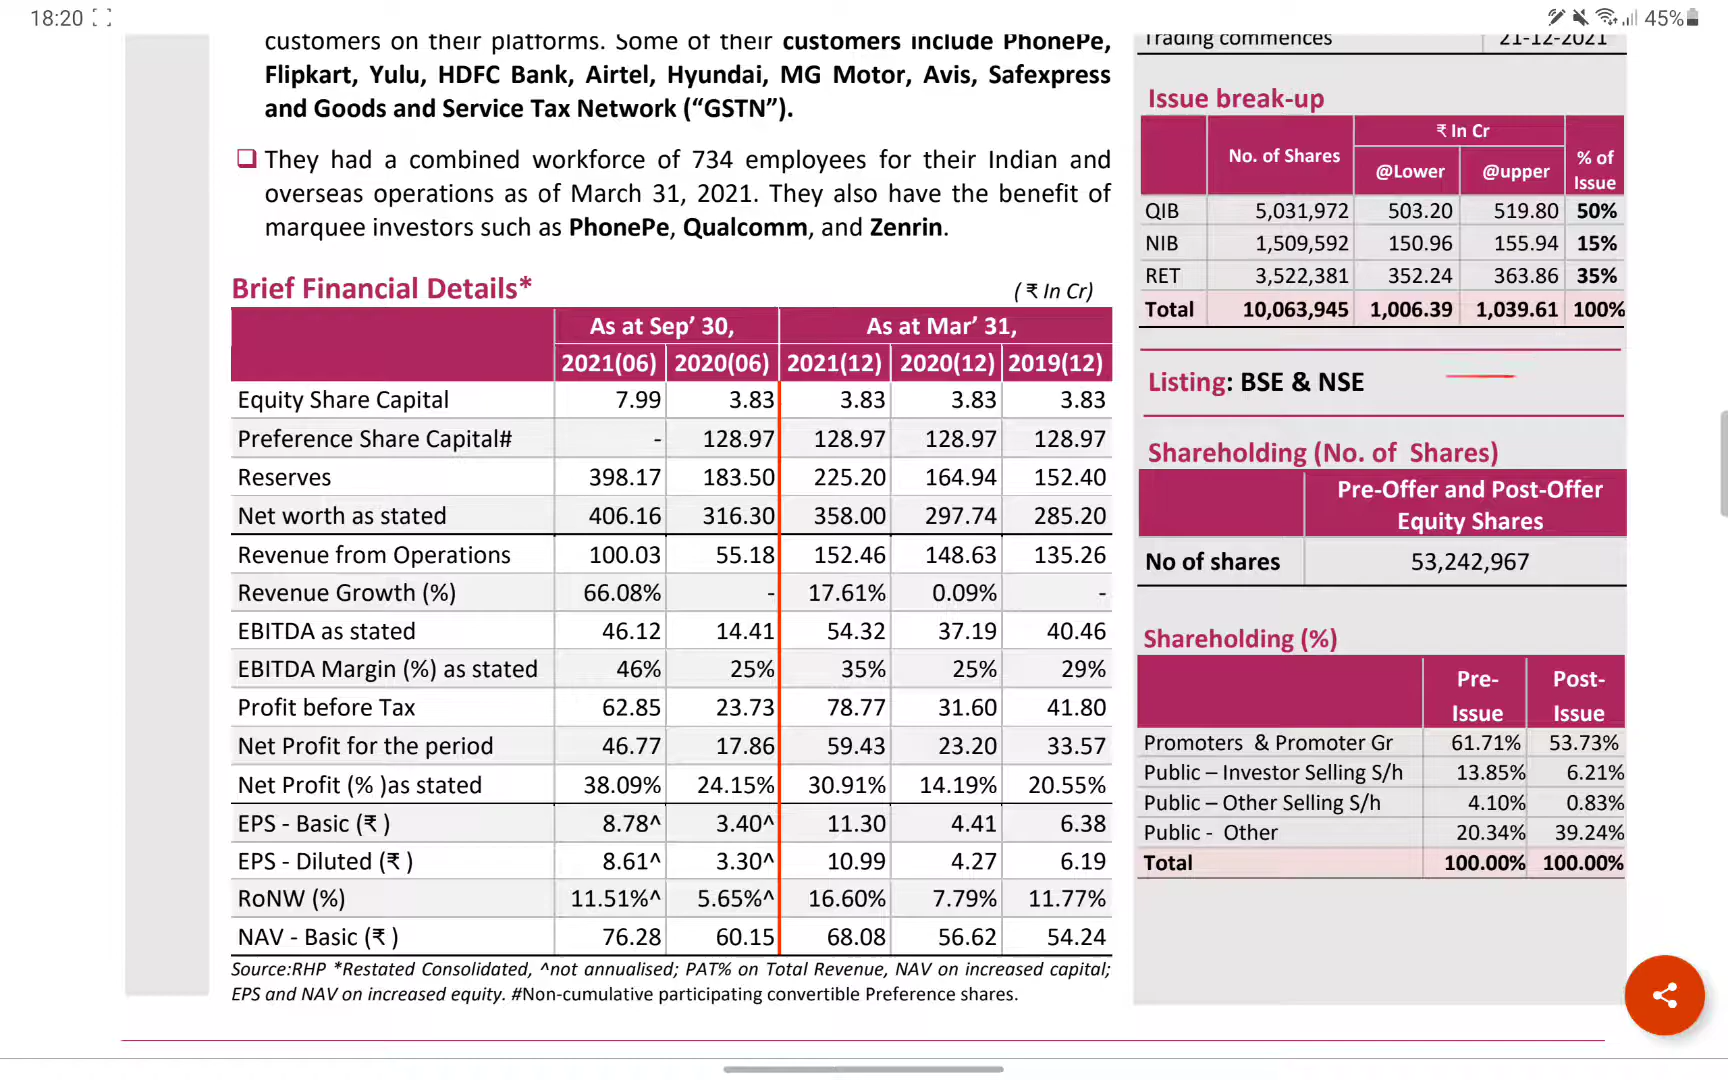 18:20
45%
customers on their platforms. Some of their customers include PhonePe,
Flipkart, Yulu, HDFC Bank, Airtel, Hyundai, MG Motor, Avis, Safexpress
and Goods and Service Tax Network (“GSTN”).
They had a combined workforce of 734 employees for their Indian and
overseas operations as of March 31, 2021. They also have the benefit of
marquee investors such as PhonePe, Qualcomm, and Zenrin.
Brief Financial Details* ( ₹ In Cr)
As at Sep’ 30, As at Mar’ 31,
2021(06) 2020(06) 2021(12) 2020(12) 2019(12)
Equity Share Capital 7.99 3.83 3.83 3.83 3.83
Preference Share Capital# - 128.97 128.97 128.97 128.97
Reserves 398.17 183.50 225.20 164.94 152.40
Net worth as stated 406.16 316.30 358.00 297.74 285.20
Revenue from Operations 100.03 55.18 152.46 148.63 135.26
Revenue Growth (%) 66.08% - 17.61% 0.09% -
EBITDA as stated 46.12 14.41 54.32 37.19 40.46
EBITDA Margin (%) as stated 46% 25% 35% 25% 29%
Profit before Tax 62.85 23.73 78.77 31.60 41.80
Net Profit for the period 46.77 17.86 59.43 23.20 33.57
Net Profit (% )as stated 38.09% 24.15% 30.91% 14.19% 20.55%
EPS - Basic (₹ ) 8.78^ 3.40^ 11.30 4.41 6.38
EPS - Diluted (₹ ) 8.61^ 3.30^ 10.99 4.27 6.19
RoNW (%) 11.51%^ 5.65%^ 16.60% 7.79% 11.77%
NAV - Basic (₹ ) 76.28 60.15 68.08 56.62 54.24
Source:RHP *Restated Consolidated, ^not annualised; PAT% on Total Revenue, NAV on increased capital;
EPS and NAV on increased equity. #Non-cumulative participating convertible Preference shares.
Trading commences 21-12-2021
Issue break-up
₹ In Cr
No. of Shares % of
@Lower @upper Issue
QIB 5,031,972 503.20 519.80 50%
NIB 1,509,592 150.96 155.94 15%
RET 3,522,381 352.24 363.86 35%
Total 10,063,945 1,006.39 1,039.61 100%
Listing: BSE & NSE
Shareholding (No. of Shares)
Pre-Offer and Post-Offer
Equity Shares
No of shares 53,242,967
Shareholding (%)
Pre- Post-
Issue Issue
Promoters & Promoter Gr 61.71% 53.73%
Public – Investor Selling S/h 13.85% 6.21%
Public – Other Selling S/h 4.10% 0.83%
Public - Other 20.34% 39.24%
Total 100.00% 100.00%